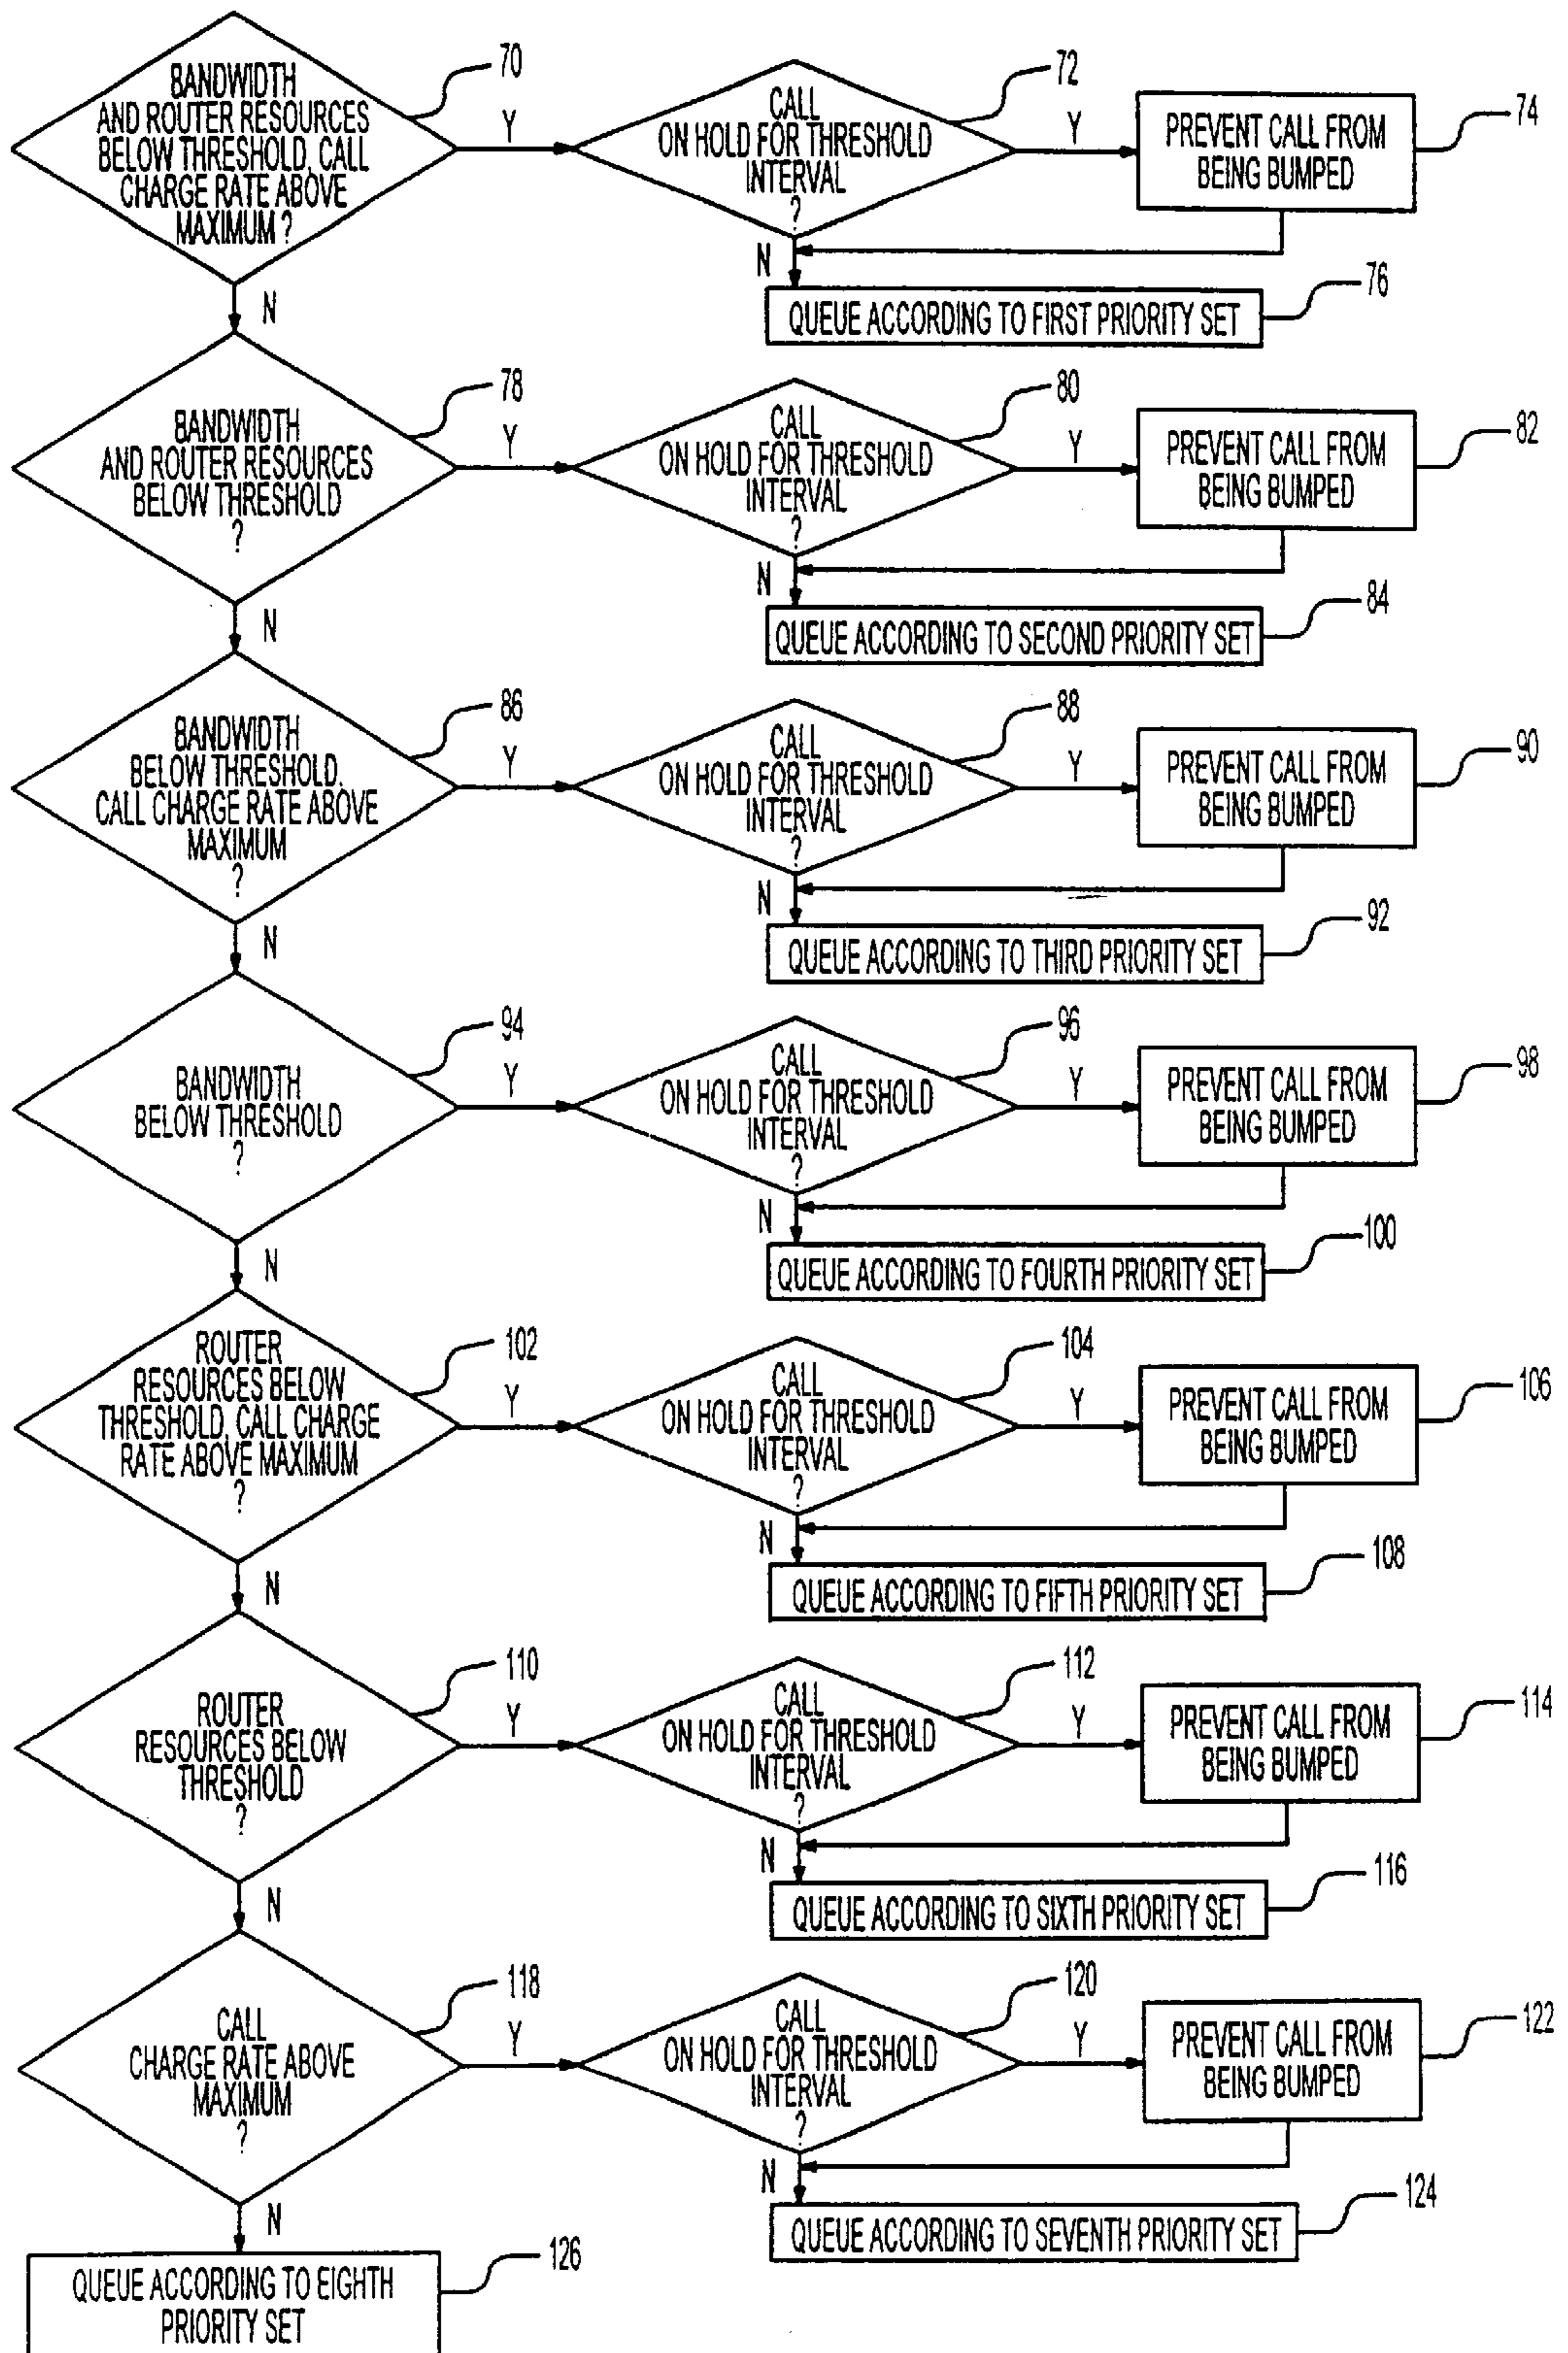 BANDWIDTH
AND ROUTER RESOURCES
BELOW THRESHOLD, CALL
CHARGE RATE ABOVE
MAXIMUM ?
70
Y
CALL
ON HOLD FOR THRESHOLD
INTERVAL
?
72
Y
PREVENT CALL FROM
BEING BUMPED
74
N
QUEUE ACCORDING TO FIRST PRIORITY SET
76
N
BANDWIDTH
AND ROUTER RESOURCES
BELOW THRESHOLD
?
78
Y
CALL
ON HOLD FOR THRESHOLD
INTERVAL
?
80
Y
PREVENT CALL FROM
BEING BUMPED
82
N
QUEUE ACCORDING TO SECOND PRIORITY SET
84
N
BANDWIDTH
BELOW THRESHOLD,
CALL CHARGE RATE ABOVE
MAXIMUM
?
86
Y
CALL
ON HOLD FOR THRESHOLD
INTERVAL
?
88
Y
PREVENT CALL FROM
BEING BUMPED
90
N
QUEUE ACCORDING TO THIRD PRIORITY SET
92
N
BANDWIDTH
BELOW THRESHOLD
?
94
Y
CALL
ON HOLD FOR THRESHOLD
INTERVAL
?
96
Y
PREVENT CALL FROM
BEING BUMPED
98
N
QUEUE ACCORDING TO FOURTH PRIORITY SET
100
N
ROUTER
RESOURCES BELOW
THRESHOLD, CALL CHARGE
RATE ABOVE MAXIMUM
?
102
Y
CALL
ON HOLD FOR THRESHOLD
INTERVAL
?
104
Y
PREVENT CALL FROM
BEING BUMPED
106
N
QUEUE ACCORDING TO FIFTH PRIORITY SET
108
N
ROUTER
RESOURCES BELOW
THRESHOLD
?
110
Y
CALL
ON HOLD FOR THRESHOLD
INTERVAL
?
112
Y
PREVENT CALL FROM
BEING BUMPED
114
N
QUEUE ACCORDING TO SIXTH PRIORITY SET
116
N
CALL
CHARGE RATE ABOVE
MAXIMUM
?
118
Y
CALL
ON HOLD FOR THRESHOLD
INTERVAL
?
120
Y
PREVENT CALL FROM
BEING BUMPED
122
N
QUEUE ACCORDING TO SEVENTH PRIORITY SET
124
N
QUEUE ACCORDING TO EIGHTH
PRIORITY SET
126